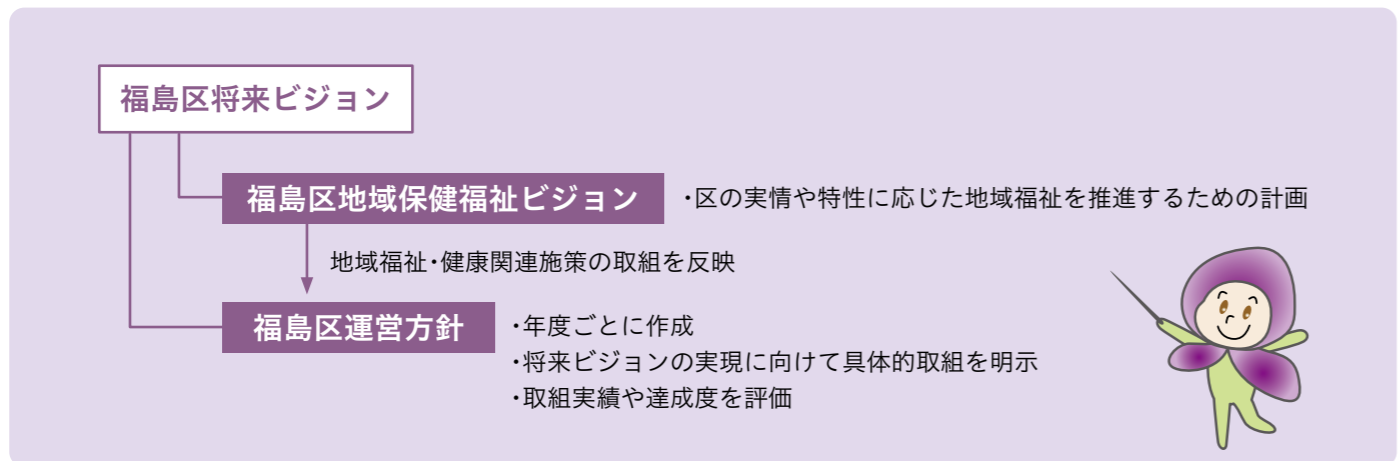 福島区将来ビジョン
福島区地域保健福祉ビジョン
・区の実情や特性に応じた地域福祉を推進するための計画
地域福祉・健康関連施策の取組を反映
福島区運営方針
・年度ごとに作成
・将来ビジョンの実現に向けて具体的取組を明示
・取組実績や達成度を評価